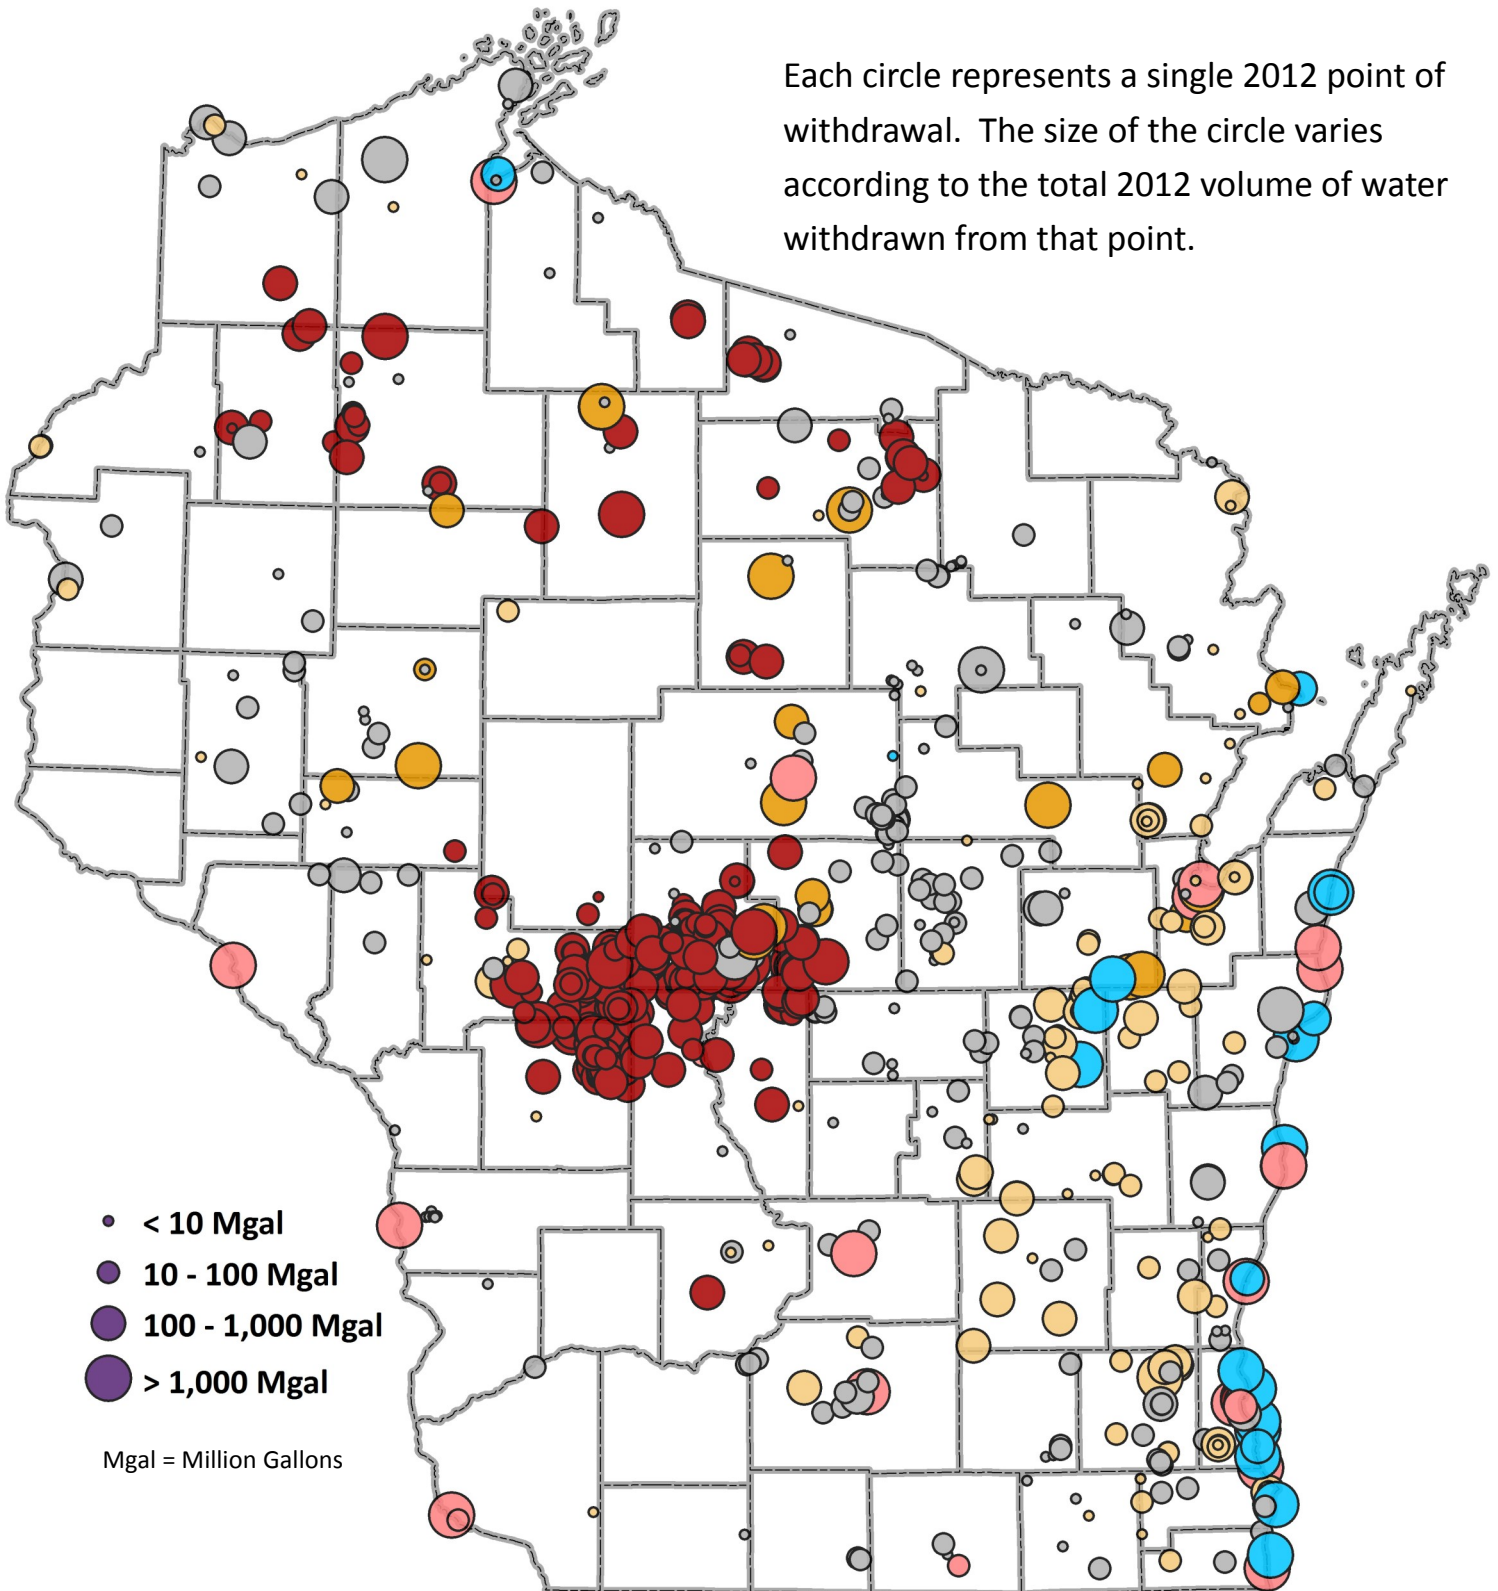 Each circle represents a single 2012 point of
withdrawal.  The size of the circle varies
according to the total 2012 volume of water
withdrawn from that point.
< 10 Mgal
10 - 100 Mgal
100 - 1,000 Mgal
> 1,000 Mgal
Mgal = Million Gallons